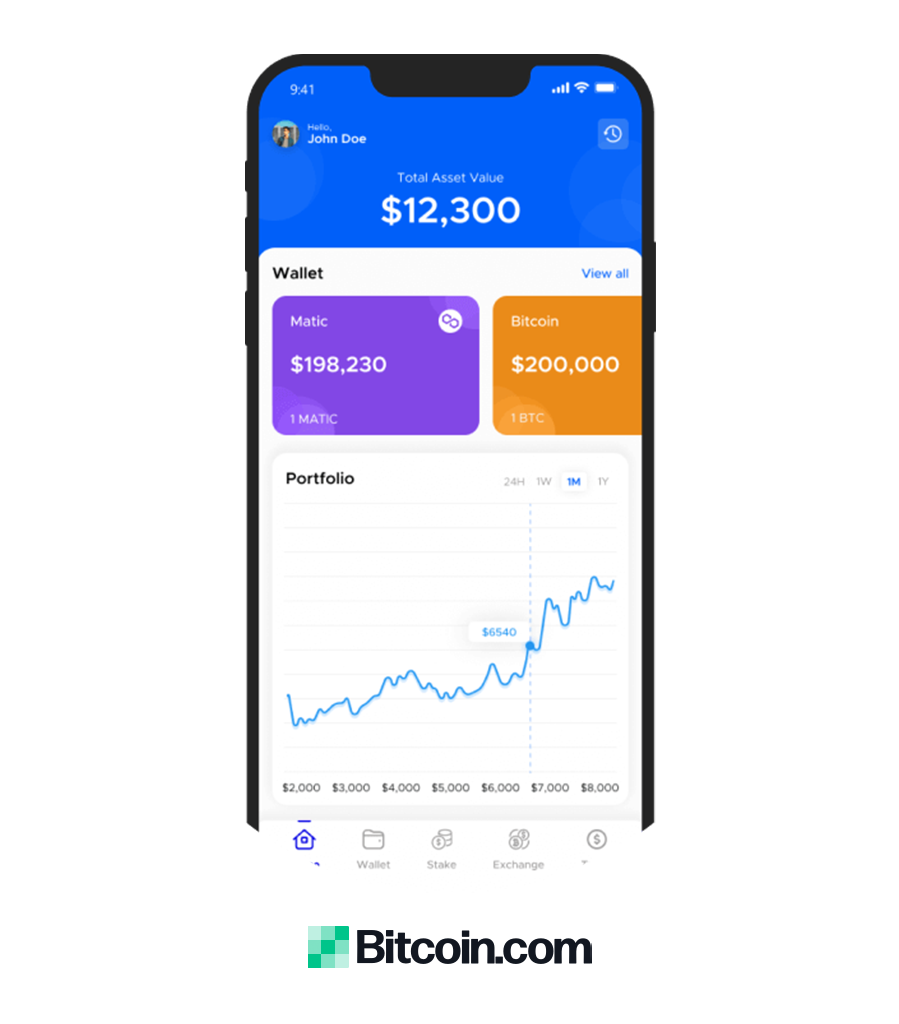 9:41
Hello,
John Doe
Total Asset Value
$12,300
Wallet
View all
Matic
$198,230
1 MATIC
Bitcoin
$200,000
1 BTC
Portfolio
24H 1W 1M 1Y
$6540
$2,000 $3,000 $4,000 $5,000 $6,000 $7,000 $8,000
Wallet Stake Exchange
Bitcoin.com